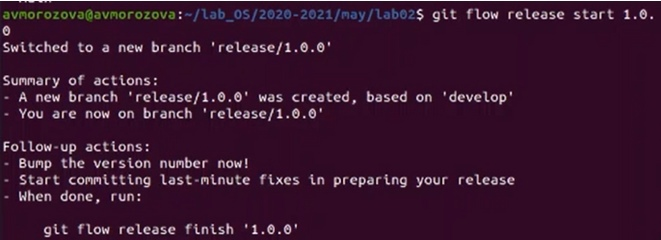 avmorozova@avmorozova:~/lab_OS/2020-2021/may/lab02$ git flow release start 1.0.
0
Switched to a new branch 'release/1.0.0'
Summary of actions:
- A new branch 'release/1.0.0' was created, based on 'develop'
- You are now on branch 'release/1.0.0'
Follow-up actions:
- Bump the version number now!
- Start committing last-minute fixes in preparing your release
- When done, run:
git flow release finish '1.0.0'